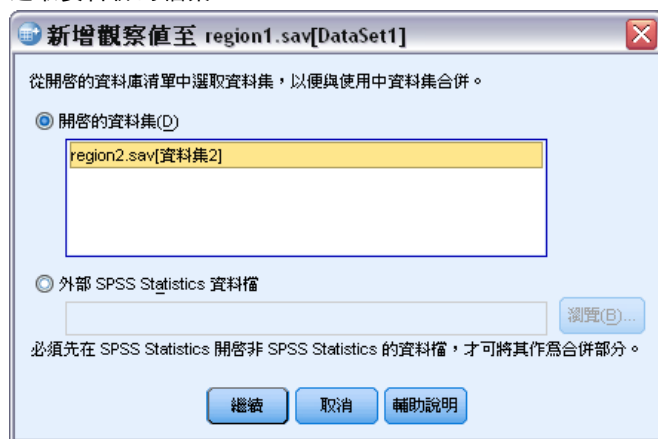 新增觀察值至 region1.sav[DataSet1]
從開啓的資料庫清單中選取資料集，以便與使用中資料集合併。
開啓的資料集(D)
region2.sav[資料集2]
外部 SPSS Statistics 資料檔
瀏覽(B)...
必須先在 SPSS Statistics 開啓非 SPSS Statistics 的資料檔，才可將其作爲合併部分。
繼續
取消
輔助說明